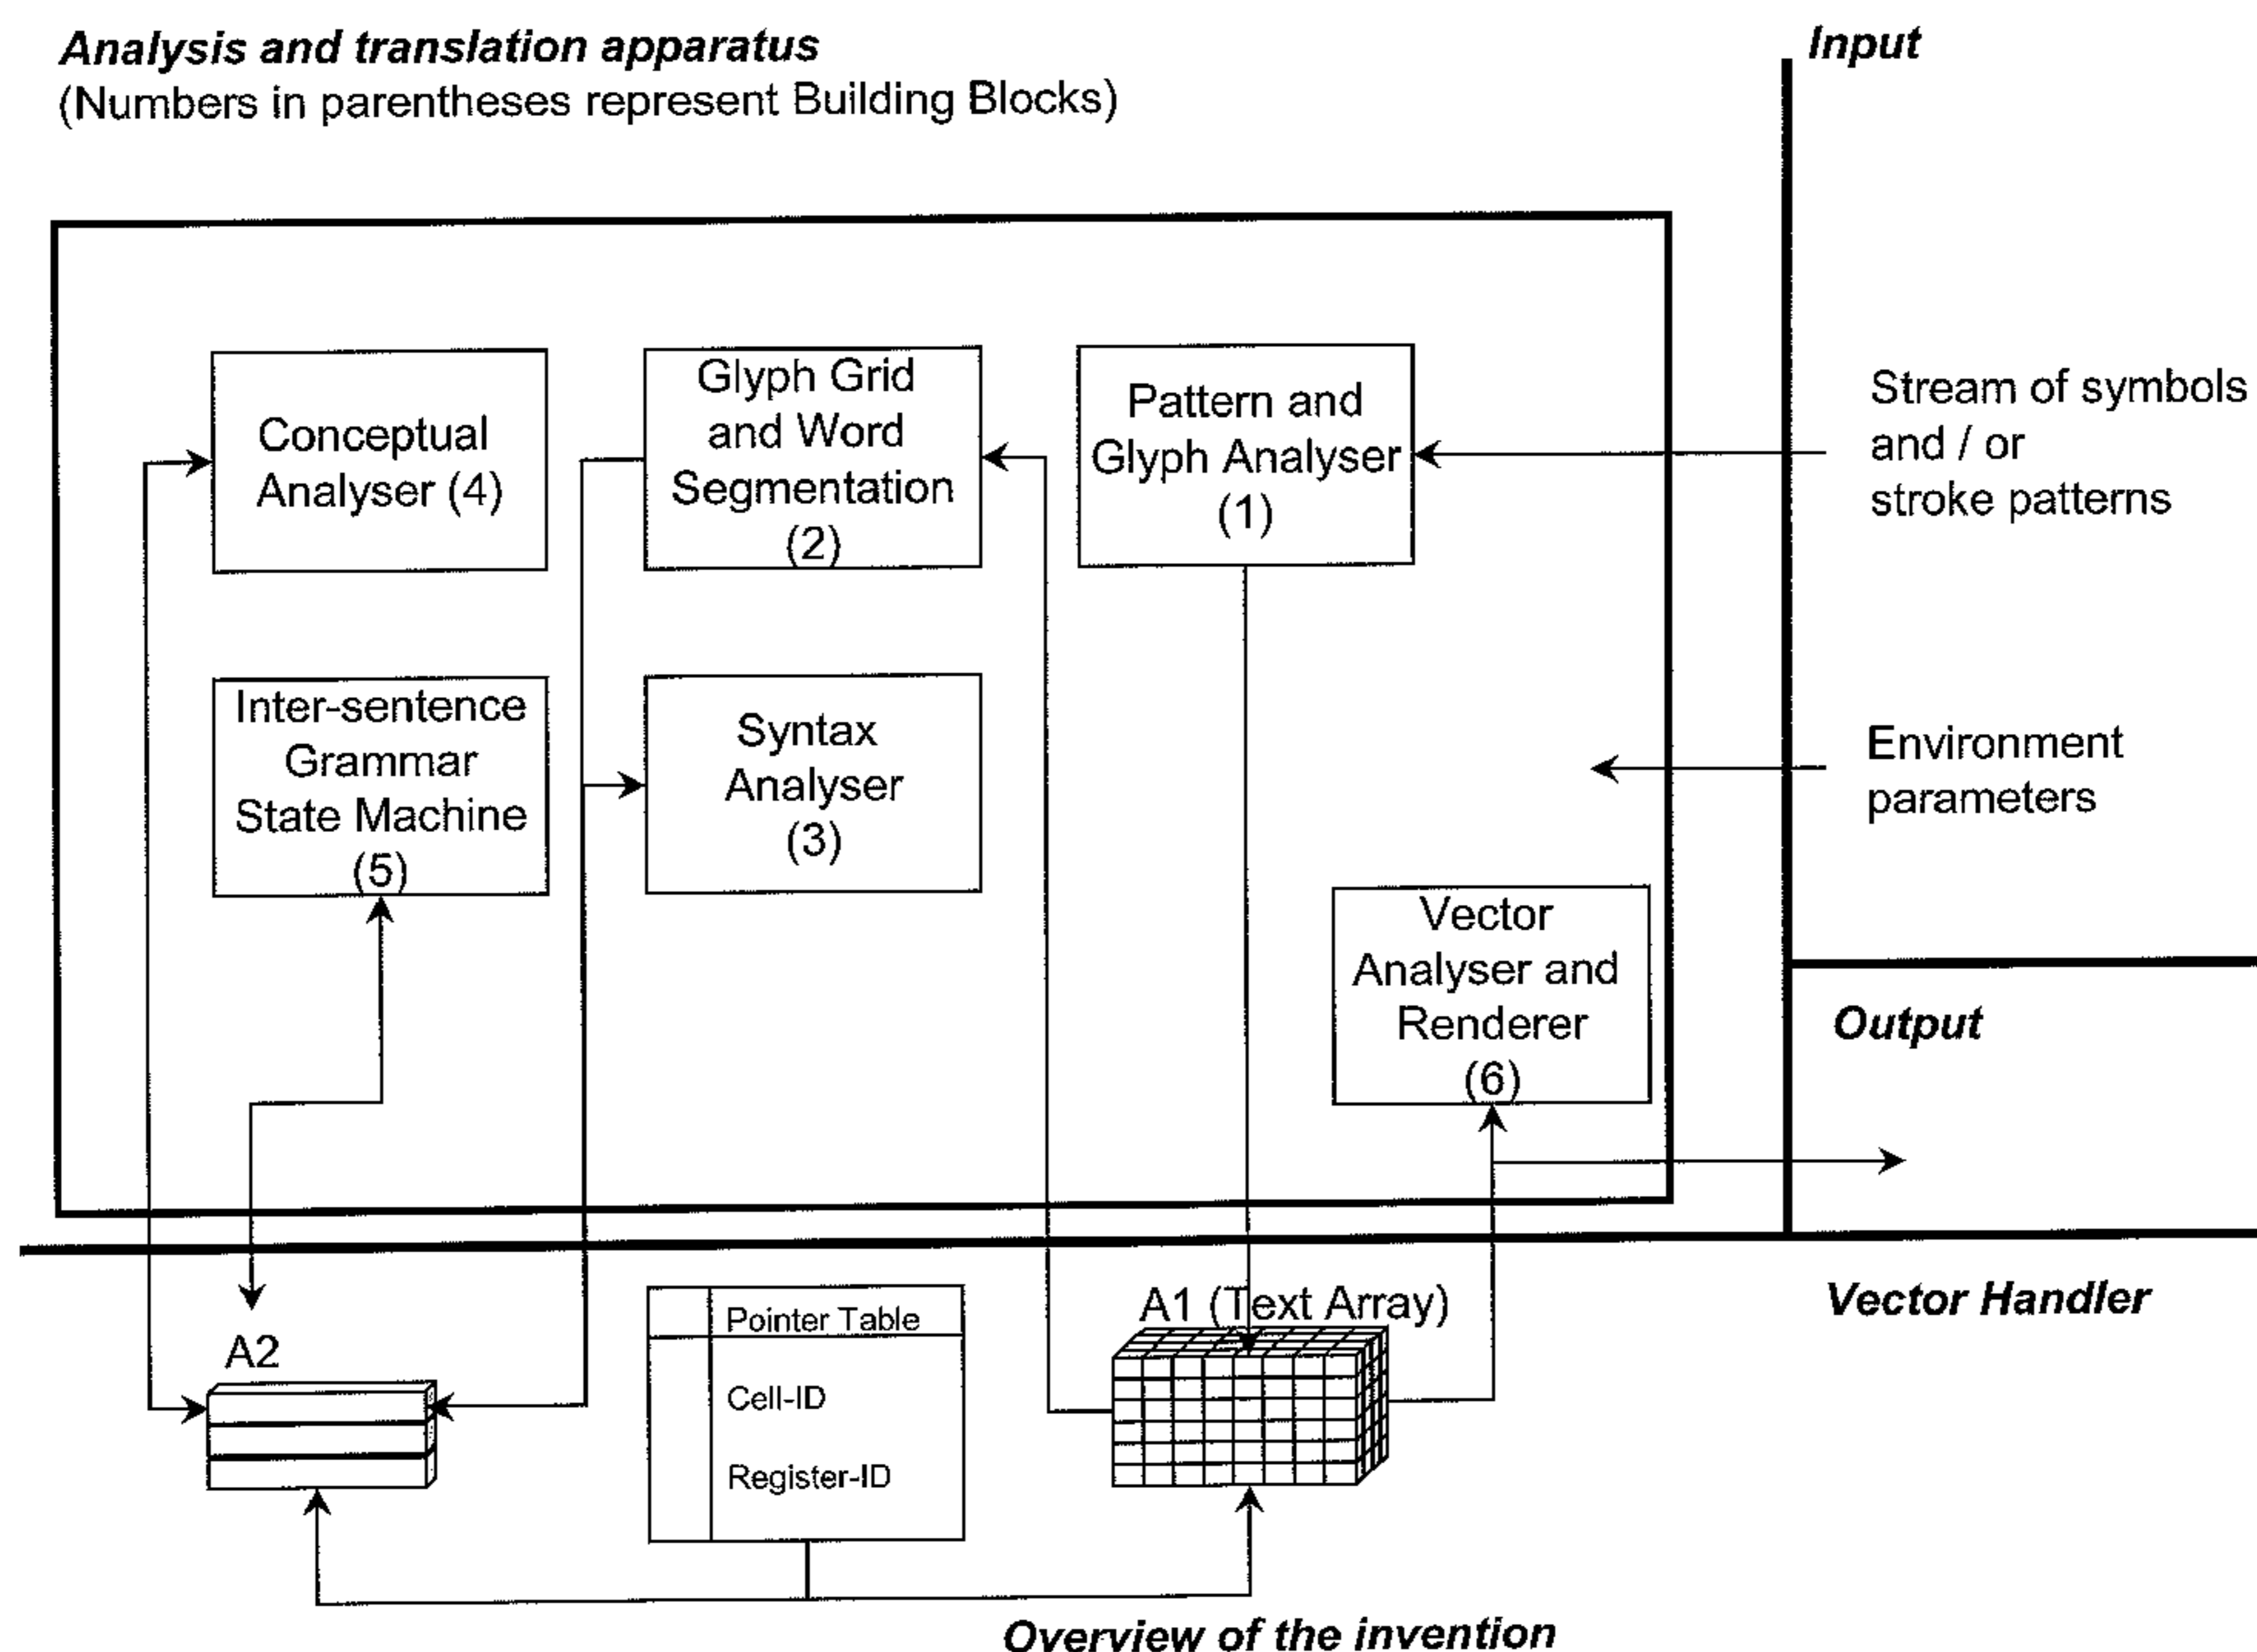 Analysis and translation apparatus
(Numbers in parentheses represent Building Blocks)
Input
Conceptual
Analyser (4)
Glyph Grid
and Word
Segmentation
(2)
Pattern and
Glyph Analyser
(1)
Stream of symbols
and / or
stroke patterns
Inter-sentence
Grammar
State Machine
(5)
Syntax
Analyser
(3)
Environment
parameters
Vector
Analyser and
Renderer
(6)
Output
Vector Handler
A2
Pointer Table
Cell-ID
Register-ID
A1 (Text Array)
Overview of the invention